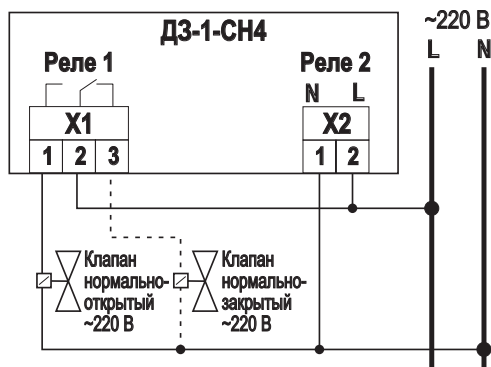 ДЗ-1-СН4
~220 В
L N
Реле 1
Реле 2
N L
X1
X2
1 2 3
1 2
Клапан
нормально-
открытый
~220 В
Клапан
нормально-
закрытый
~220 В